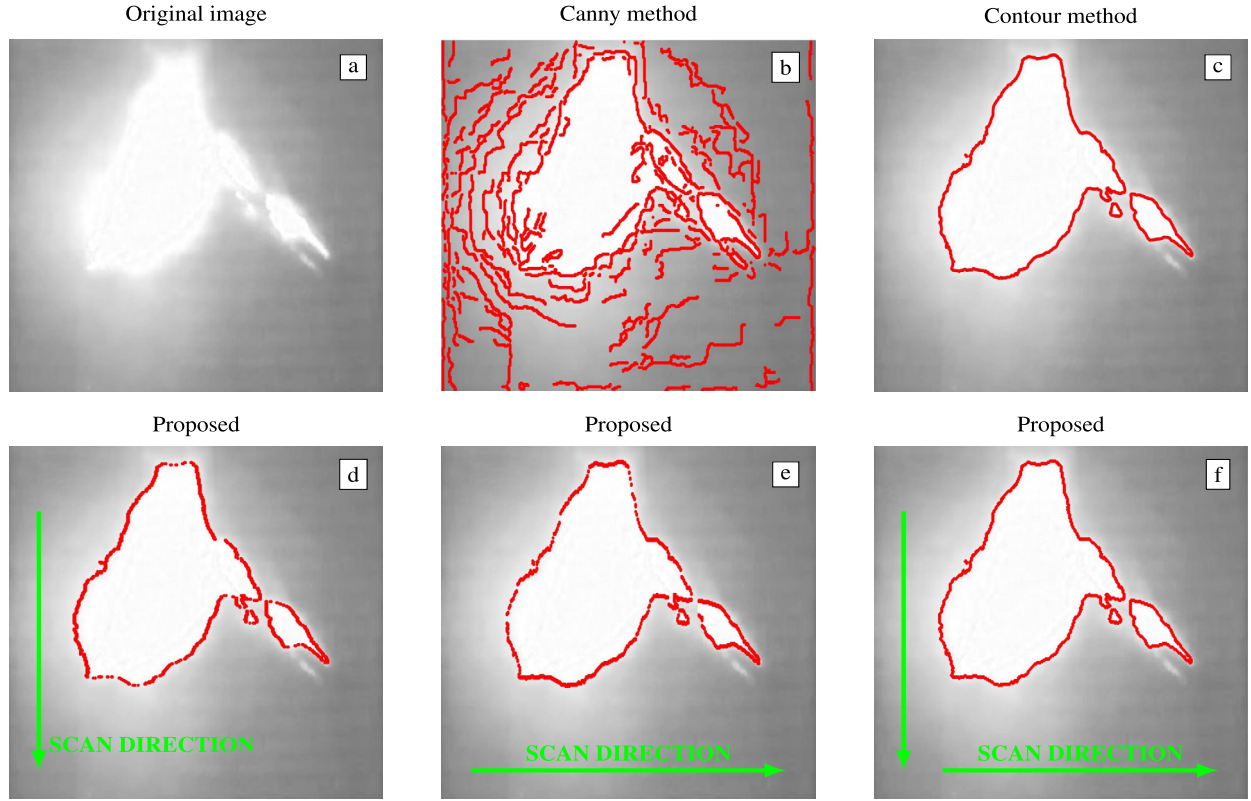 Original image
Canny method
Contour method
a
b
c
Proposed
Proposed
Proposed
d
e
f
SCAN DIRECTION
SCAN DIRECTION
SCAN DIRECTION